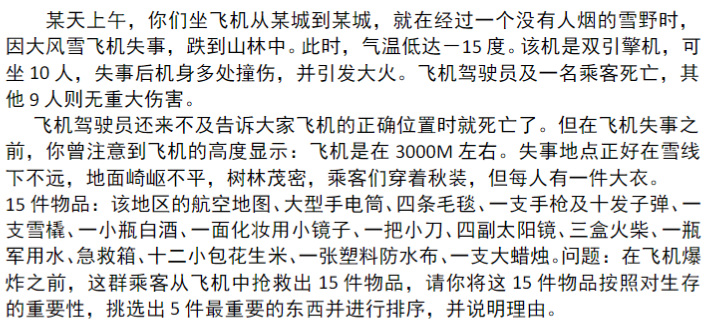 某天上午，你们坐飞机从某城到某城，就在经过一个没有人烟的雪野时，
因大风雪飞机失事，跌到山林中。此时，气温低达－15度。该机是双引擎机，可
坐10人，失事后机身多处撞伤，并引发大火。飞机驾驶员及一名乘客死亡，其
他9人则无重大伤害。
飞机驾驶员还来不及告诉大家飞机的正确位置时就死亡了。但在飞机失事之
前，你曾注意到飞机的高度显示：飞机是在3000M左右。失事地点正好在雪线
下不远，地面崎岖不平，树林茂密，乘客们穿着秋装，但每人有一件大衣。
15件物品：该地区的航空地图、大型手电筒、四条毛毯、一支手枪及十发子弹、一
支雪橇、一小瓶白酒、一面化妆用小镜子、一把小刀、四副太阳镜、三盒火柴、一瓶
军用水、急救箱、十二小包花生米、一张塑料防水布、一支大蜡烛。问题：在飞机爆
炸之前，这群乘客从飞机中抢救出15件物品，请你将这15件物品按照对生存
的重要性，挑选出5件最重要的东西并进行排序，并说明理由。